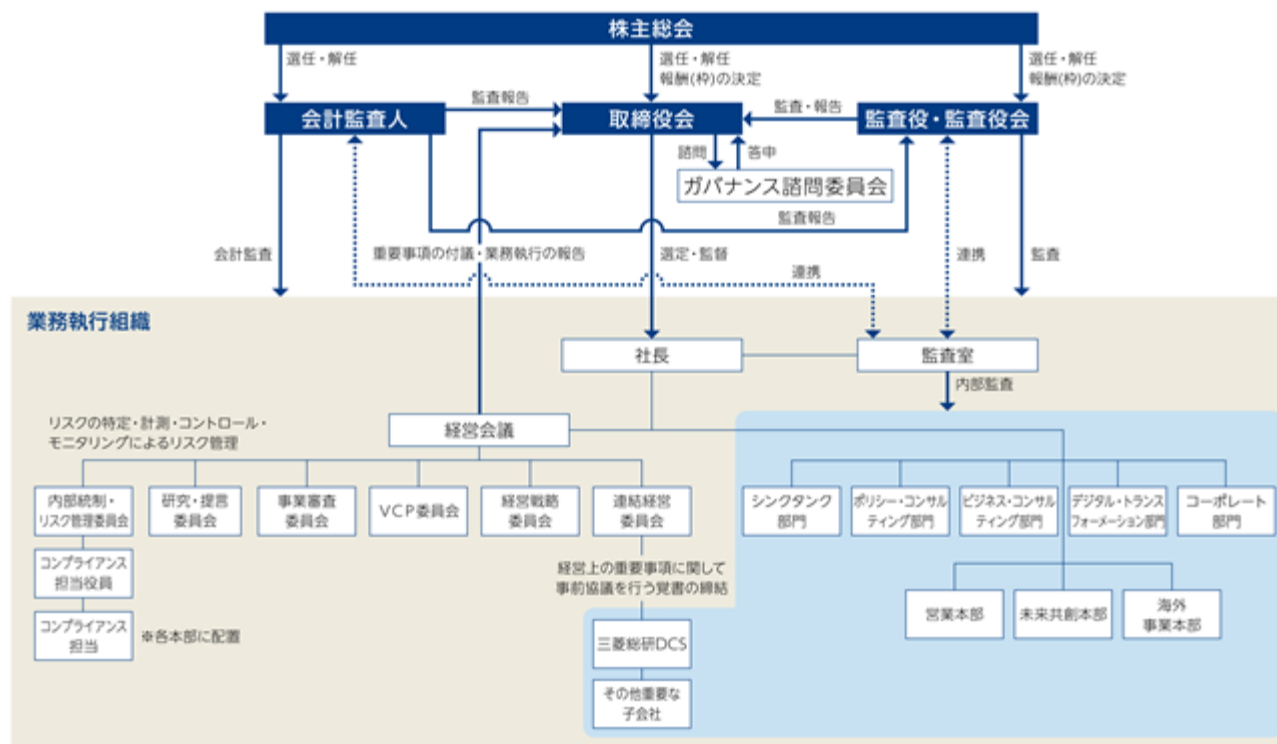 株主総会
選任・解任
選任・解任
報酬(枠)の決定
選任・解任
報酬(枠)の決定
監査報告
監査・報告
会計監査人
取締役会
監査役・監査役会
諮問
答申
ガバナンス諮問委員会
監査報告
会計監査
重要事項の付議・業務執行の報告
選定・監督
連携
連携
監査
業務執行組織
社長
監査室
内部監査
リスクの特定・計測・コントロール・
モニタリングによるリスク管理
経営会議
内部統制・
リスク管理委員会
研究・提言
委員会
事業審査
委員会
VCP委員会
経営戦略
委員会
連結経営
委員会
シンクタンク
部門
ポリシー・コンサル
ティング部門
ビジネス・コンサル
ティング部門
デジタル・トランス
フォーメーション部門
コーポレート
部門
コンプライアンス
担当役員
経営上の重要事項に関して
事前協議を行う覚書の締結
コンプライアンス
担当
※各本部に配置
営業本部
未来共創本部
海外
事業本部
三菱総研DCS
その他重要な
子会社